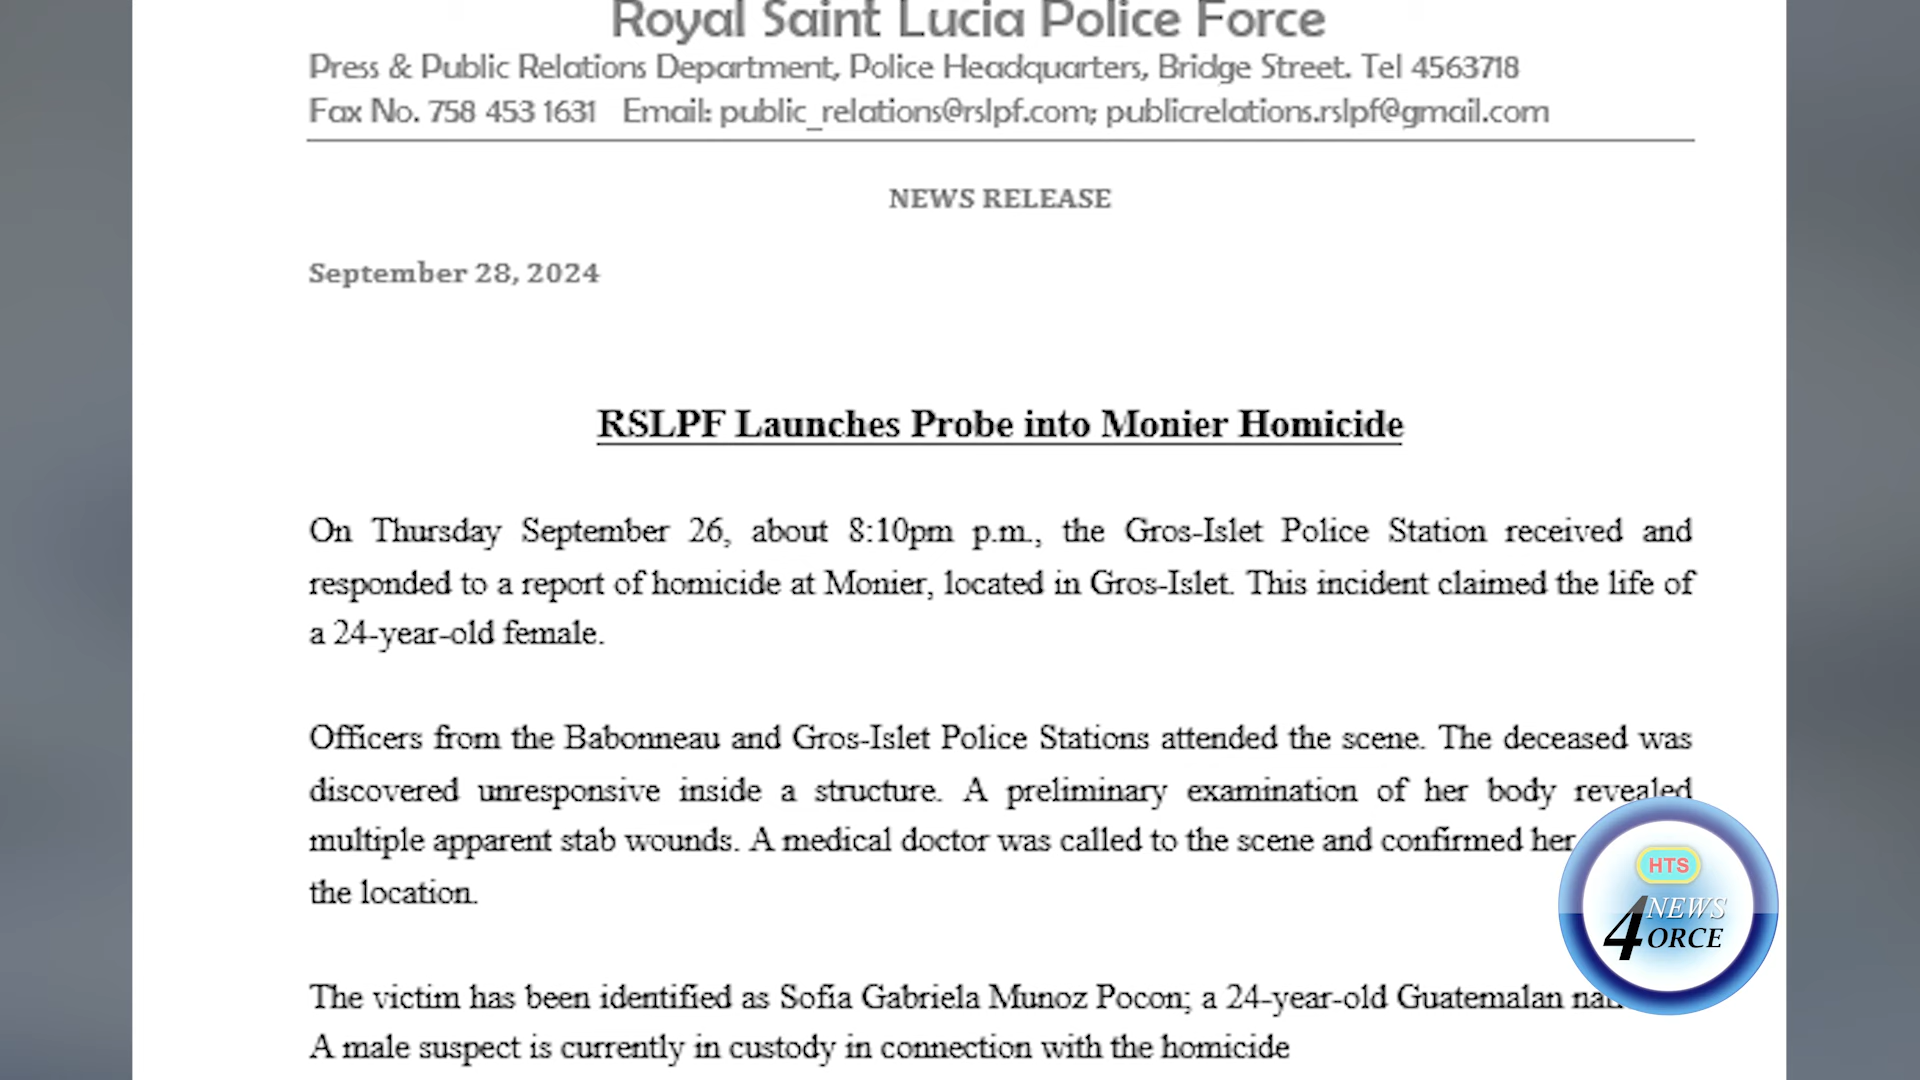 Royal Saint Lucia Police Force
Press & Public Relations Department, Police Headquarters, Bridge Street. Tel 4563718
Fax No. 758 453 1631 Email: public_relations@rslpf.com; publicrelations.rslpf@gmail.com
NEWS RELEASE
September 28, 2024
RSLPF Launches Probe into Monier Homicide
On Thursday September 26, about 8:10pm p.m., the Gros-Islet Police Station received and
responded to a report of homicide at Monier, located in Gros-Islet. This incident claimed the life of
a 24-year-old female.
Officers from the Babonneau and Gros-Islet Police Stations attended the scene. The deceased was
discovered unresponsive inside a structure. A preliminary examination of her body revealed
multiple apparent stab wounds. A medical doctor was called to the scene and confirmed her
the location.
The victim has been identified as Sofia Gabriela Munoz Pocon; a 24-year-old Guatemalan
A male suspect is currently in custody in connection with the homicide
HTS
NEWS
4ORCE